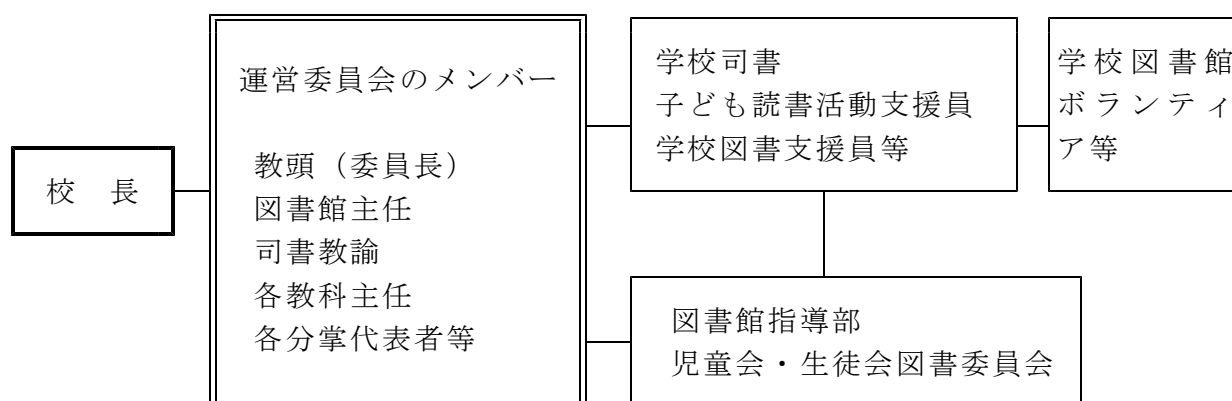 校 長
運営委員会のメンバー
教頭（委員長）
図書館主任
司書教諭
各教科主任
各分掌代表者等
学校司書
子ども読書活動支援員
学校図書支援員等
学校図書館
ボランティ
ア等
図書館指導部
児童会・生徒会図書委員会